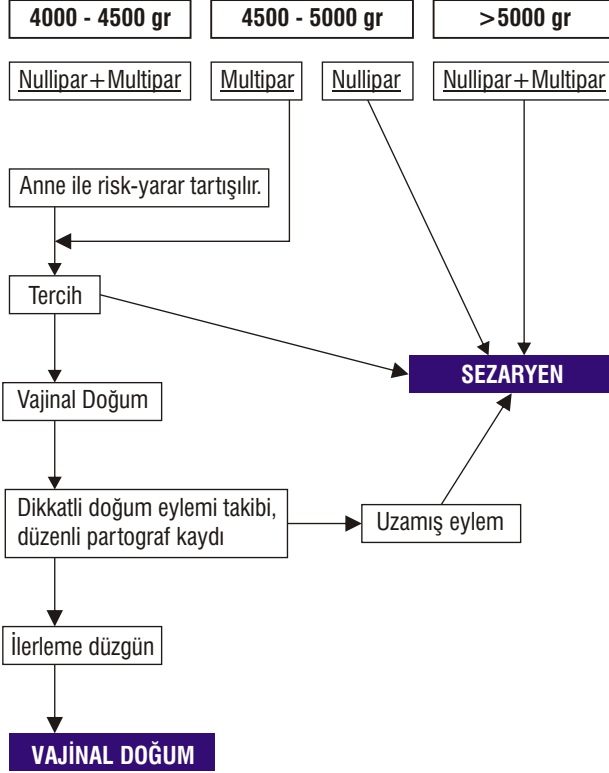 4000 - 4500 gr
4500 - 5000 gr
>5000 gr
Nullipar+Multipar
Multipar
Nullipar
Nullipar+Multipar
Anne ile risk-yarar tartışılır.
Tercih
SEZARYEN
Vajinal Doğum
Dikkatli doğum eylemi takibi,
düzenli partograf kaydı
Uzamış eylem
İlerleme düzgün
VAJİNAL DOĞUM